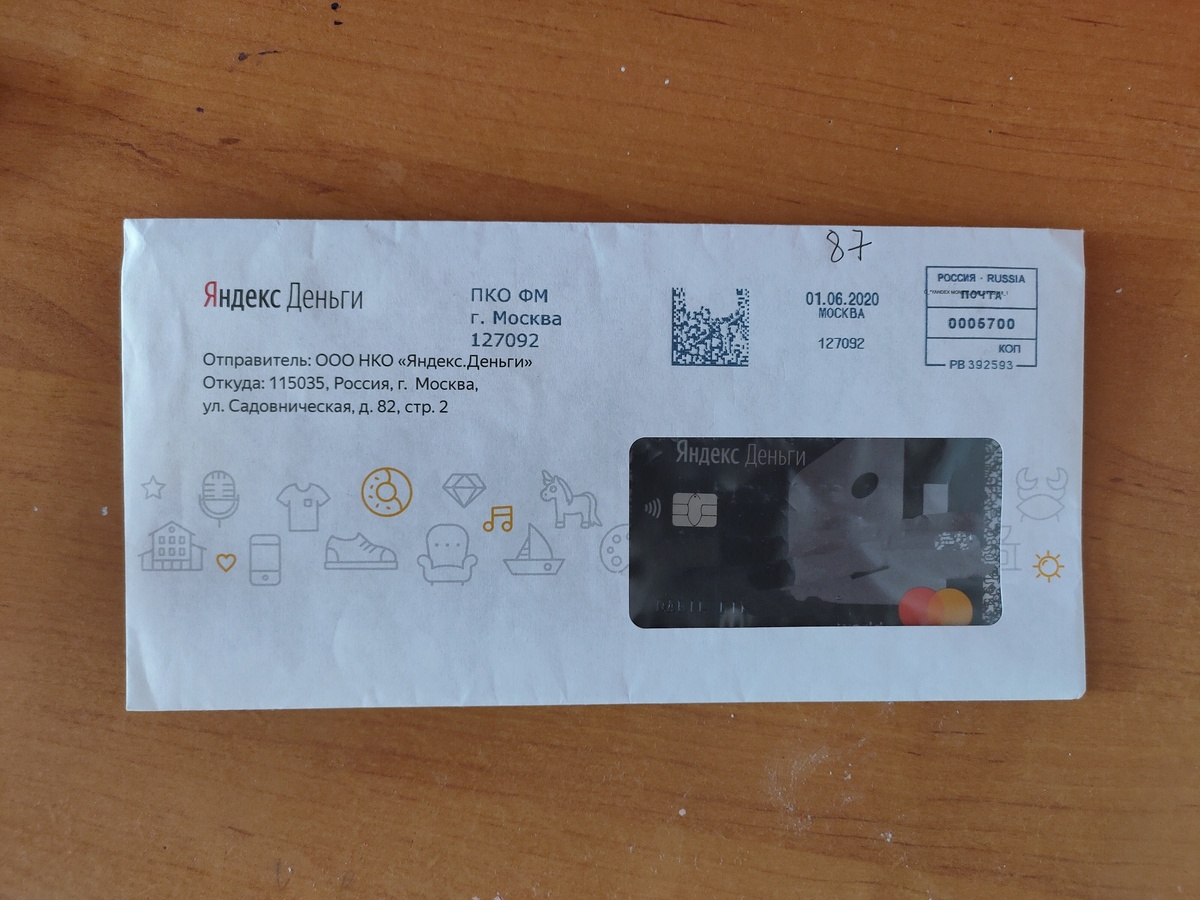 87
Яндекс Деньги
ПКО ФМ
г. Москва
127092
Отправитель: ООО НКО «Яндекс.Деньги»
Откуда: 115035, Россия, г. Москва,
ул. Садовническая, д. 82, стр. 2
01.06.2020
МОСКВА
127092
РОССИЯ - RUSSIA
ПОЧТА
0005700
КОП
РВ 392593
Яндекс Деньги